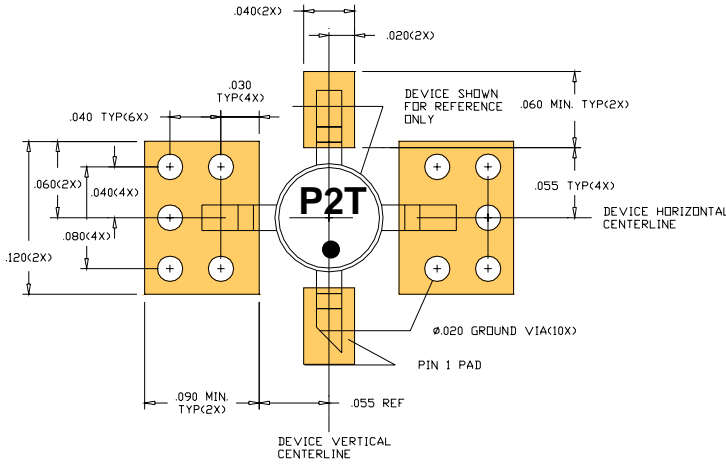 .040(2X)
.020(2X)
.030
TYP(4X)
DEVICE SHOWN
FOR REFERENCE
ONLY
.060 MIN. TYP(2X)
.040 TYP(6X)
.060(2X)
.040(4X)
.055 TYP(4X)
P2T
DEVICE HORIZONTAL
CENTERLINE
.080(4X)
.120(2X)
Ø.020 GROUND VIA(10X)
PIN 1 PAD
.090 MIN.
TYP(2X)
.055 REF
DEVICE VERTICAL
CENTERLINE